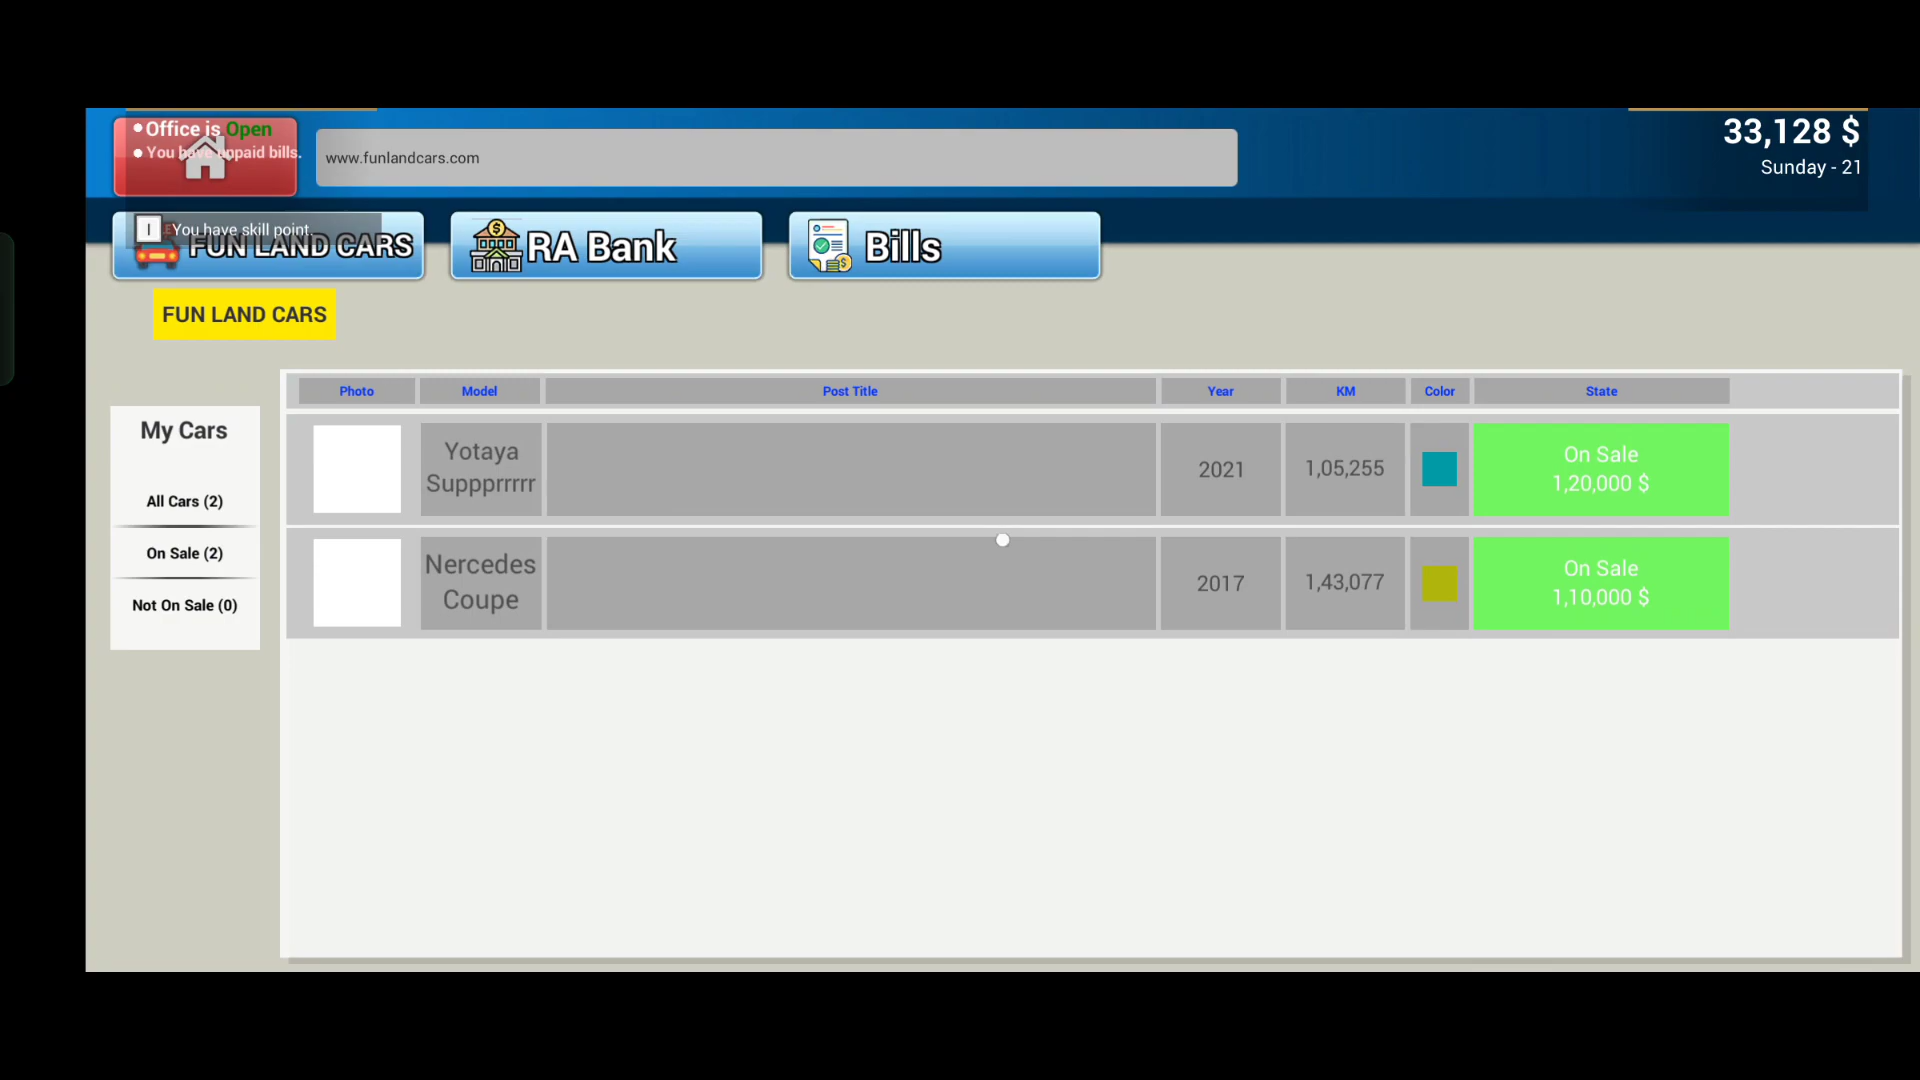 Office is Open
You have unpaid bills.
www.funlandcars.com
33,128 $
Sunday - 21
I You have skill point.
FUN LAND CARS
RA Bank
Bills
FUN LAND CARS
My Cars
All Cars (2)
On Sale (2)
Not On Sale (0)
Photo Model Post Title Year KM Color State
Yotaya
Suppprrrrr
2021
1,05,255
On Sale
1,20,000 $
Nercedes
Coupe
2017
1,43,077
On Sale
1,10,000 $